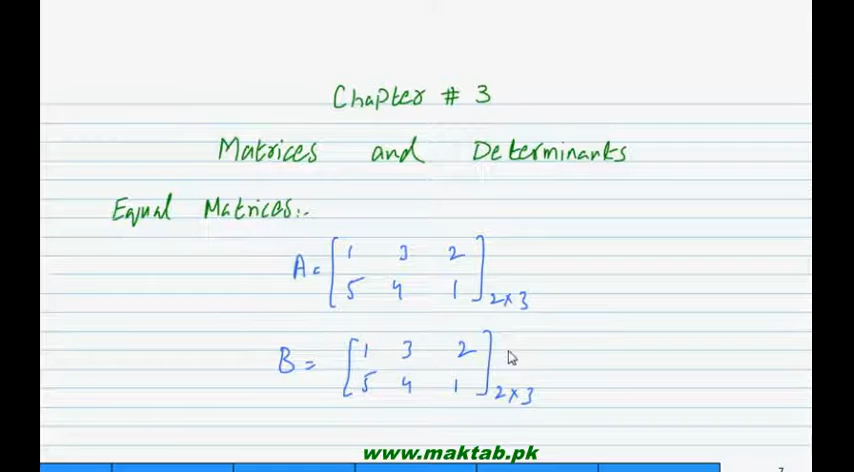 Chapter # 3
Matrices and Determinants
Equal Matrices:-
A = [ 1 3 2
5 4 1 ] 2×3
B = [ 1 3 2
5 4 1 ] 2×3
www.maktab.pk
7